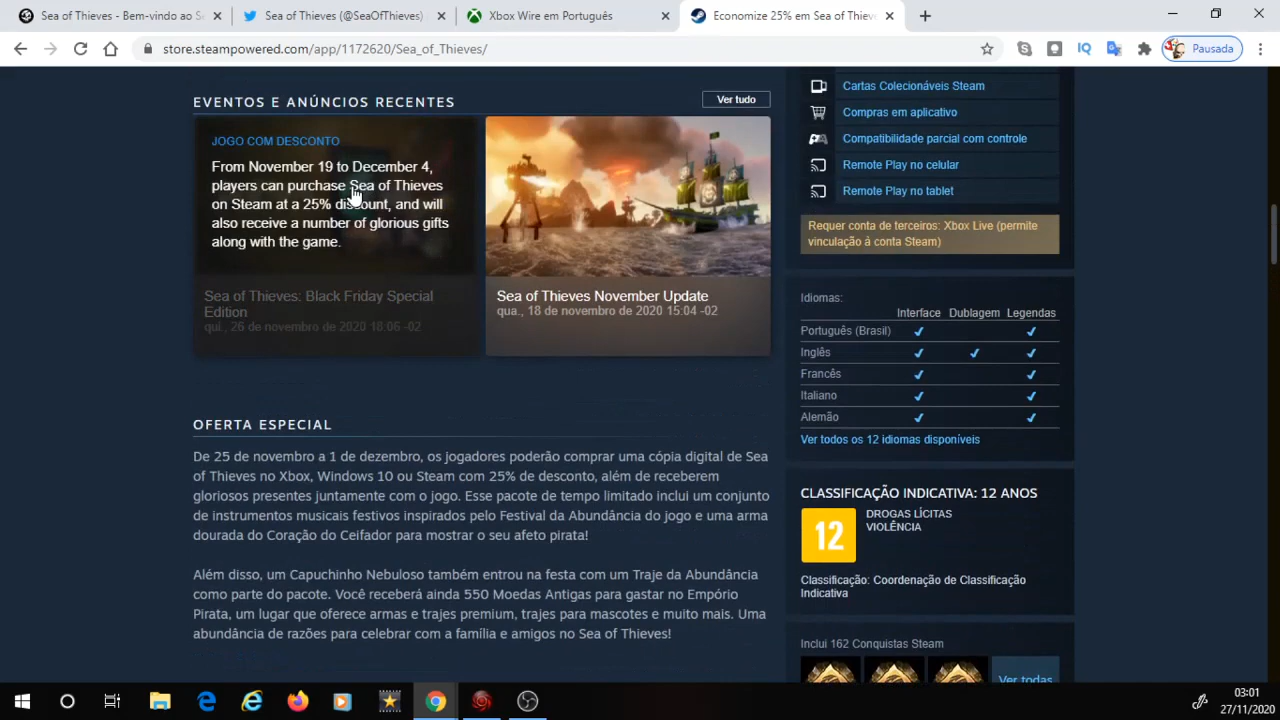 Sea of Thieves - Bem-vindo ao Se
Sea of Thieves (@SeaOfThieves)
Xbox Wire em Português
Economize 25% em Sea of Thieve
store.steampowered.com/app/1172620/Sea_of_Thieves/
IQ
Pausada
EVENTOS E ANÚNCIOS RECENTES
Ver tudo
JOGO COM DESCONTO
From November 19 to December 4,
players can purchase Sea of Thieves
on Steam at a 25% discount, and will
also receive a number of glorious gifts
along with the game.
Sea of Thieves: Black Friday Special
Edition
qui., 26 de novembro de 2020 18:06 -02
Sea of Thieves November Update
qua., 18 de novembro de 2020 15:04 -02
OFERTA ESPECIAL
De 25 de novembro a 1 de dezembro, os jogadores poderão comprar uma cópia digital de Sea
of Thieves no Xbox, Windows 10 ou Steam com 25% de desconto, além de receberem
gloriosos presentes juntamente com o jogo. Esse pacote de tempo limitado inclui um conjunto
de instrumentos musicais festivos inspirados pelo Festival da Abundância do jogo e uma arma
dourada do Coração do Ceifador para mostrar o seu afeto pirata!
Além disso, um Capuchinho Nebuloso também entrou na festa com um Traje da Abundância
como parte do pacote. Você receberá ainda 550 Moedas Antigas para gastar no Empório
Pirata, um lugar que oferece armas e trajes premium, trajes para mascotes e muito mais. Uma
abundância de razões para celebrar com a família e amigos no Sea of Thieves!
Cartas Colecionáveis Steam
Compras em aplicativo
Compatibilidade parcial com controle
Remote Play no celular
Remote Play no tablet
Requer conta de terceiros: Xbox Live (permite
vinculação à conta Steam)
Idiomas:
Interface Dublagem Legendas
Português (Brasil)
Inglês
Francês
Italiano
Alemão
Ver todos os 12 idiomas disponíveis
CLASSIFICAÇÃO INDICATIVA: 12 ANOS
12
DROGAS LÍCITAS
VIOLÊNCIA
Classificação: Coordenação de Classificação
Indicativa
Inclui 162 Conquistas Steam
Ver todas
03:01
27/11/2020